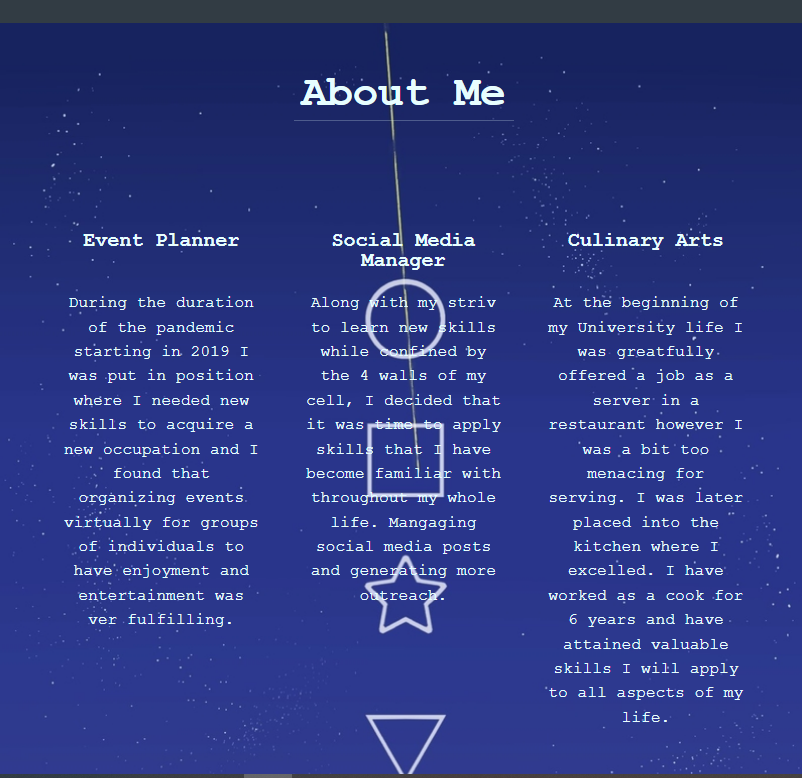 About Me
Event Planner
During the duration
of the pandemic
starting in 2019 I
was put in position
where I needed new
skills to acquire a
new occupation and I
found that
organizing events
virtually for groups
of individuals to
have enjoyment and
entertainment was
ver fulfilling.
Social Media
Manager
Along with my striv
to learn new skills
while confined by
the 4 walls of my
cell, I decided that
it was time to apply
skills that I have
become familiar with
throughout my whole
life. Mangaging
social media posts
and generating more
outreach.
Culinary Arts
At the beginning of
my University life I
was greatfully
offered a job as a
server in a
restaurant however I
was a bit too
menacing for
serving. I was later
placed into the
kitchen where I
excelled. I have
worked as a cook for
6 years and have
attained valuable
skills I will apply
to all aspects of my
life.